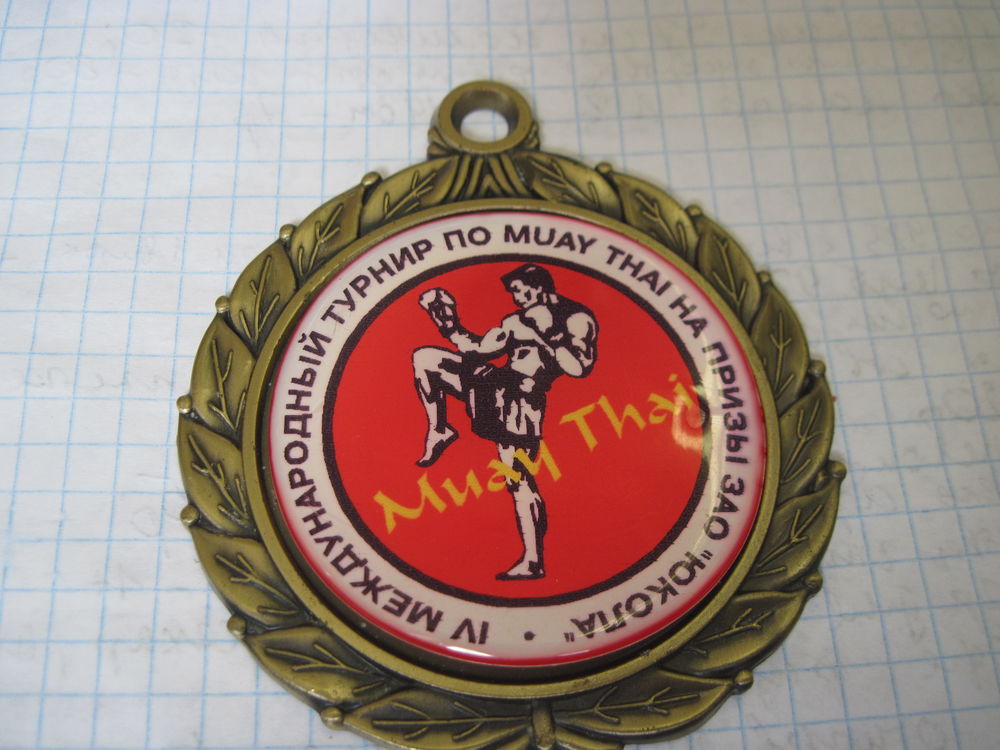 IV МЕЖДУНАРОДНЫЙ ТУРНИР ПО MUAY THAI НА ПРИЗЫ ЗАО "ЮКОЛА"
Muay Thai